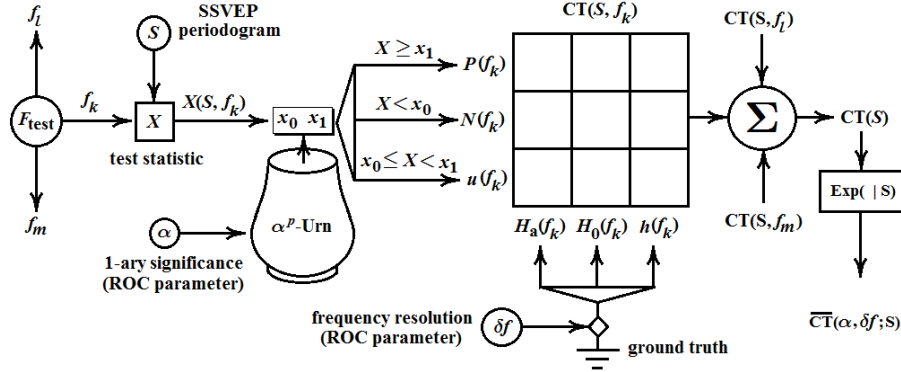 f_l
SSVEP
periodogram
S
CT(S, f_k)
CT(S, f_l)
X ≥ x_1
P(f_k)
F_test
f_k
X
X(S, f_k)
x_0 x_1
X < x_0
N(f_k)
Σ
CT(S)
test statistic
x_0 ≤ X < x_1
u(f_k)
Exp( | S)
f_m
α
α^p-Urn
H_a(f_k) H_0(f_k) h(f_k)
CT(S, f_m)
1-ary significance
(ROC parameter)
frequency resolution
(ROC parameter)
δf
ground truth
C̅T̅(α, δf ; S)